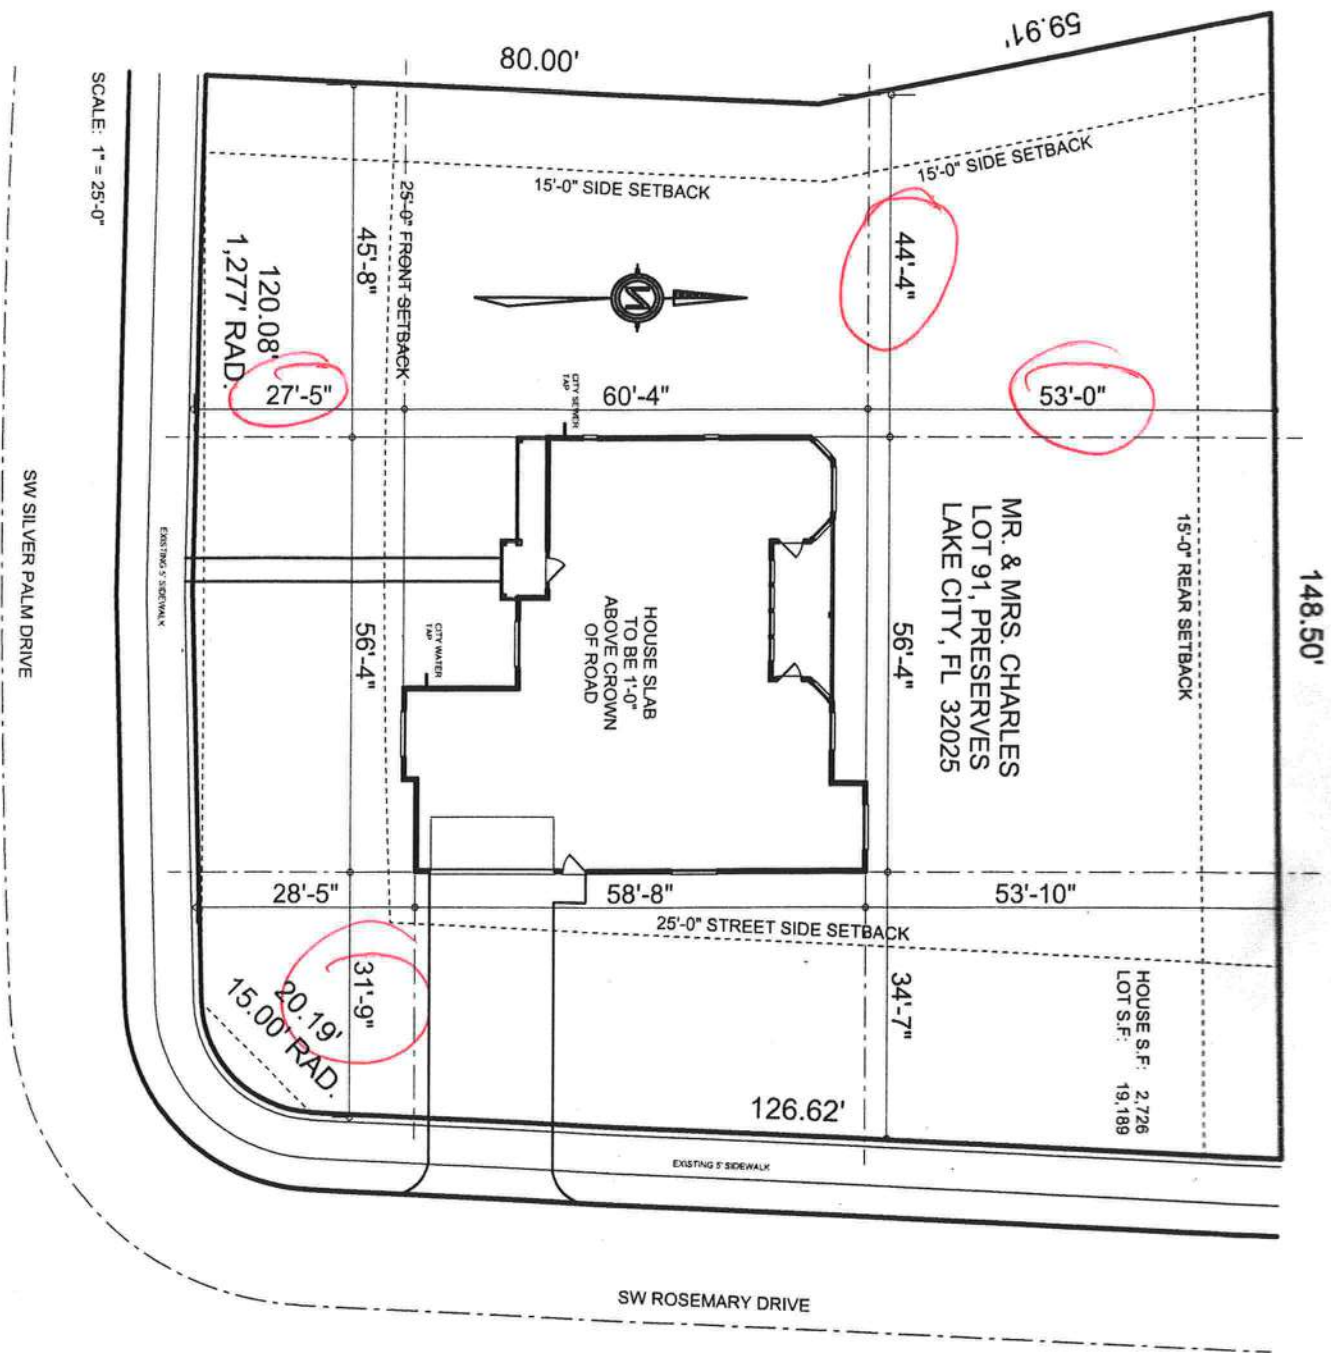 59.91'
80.00'
SCALE: 1" = 25'-0"
15'-0" SIDE SETBACK
15'-0" SIDE SETBACK
25'-0" FRONT SETBACK
45'-8"
44'-4"
120.08'
1,277' RAD.
N
27'-5"
60'-4"
53'-0"
CITY SEWER
TAP
MR. & MRS. CHARLES
LOT 91, PRESERVES
LAKE CITY, FL 32025
15'-0" REAR SETBACK
148.50'
SW SILVER PALM DRIVE
EXISTING 5' SIDEWALK
56'-4"
CITY WATER
TAP
HOUSE SLAB
TO BE 1'-0"
ABOVE CROWN
OF ROAD
56'-4"
28'-5"
58'-8"
53'-10"
25'-0" STREET SIDE SETBACK
31'-9"
20.19'
15.00' RAD.
34'-7"
HOUSE S.F: 2,726
LOT S.F: 19,189
126.62'
EXISTING 5' SIDEWALK
SW ROSEMARY DRIVE